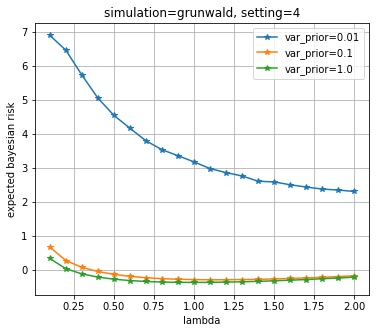 simulation=grunwald, setting=4
var_prior=0.01
var_prior=0.1
var_prior=1.0
7
6
5
4
3
2
1
0
expected bayesian risk
0.25 0.50 0.75 1.00 1.25 1.50 1.75 2.00
lambda